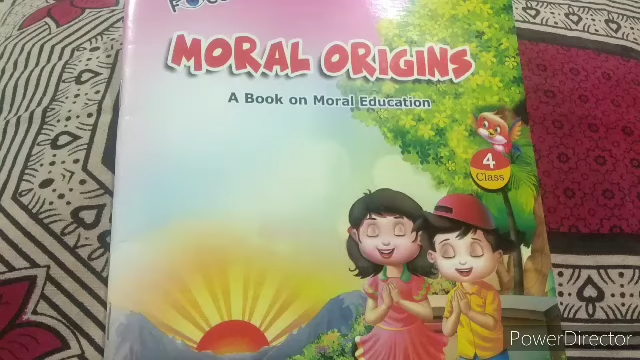 MORAL ORIGINS
A Book on Moral Education
4
Class
PowerDirector